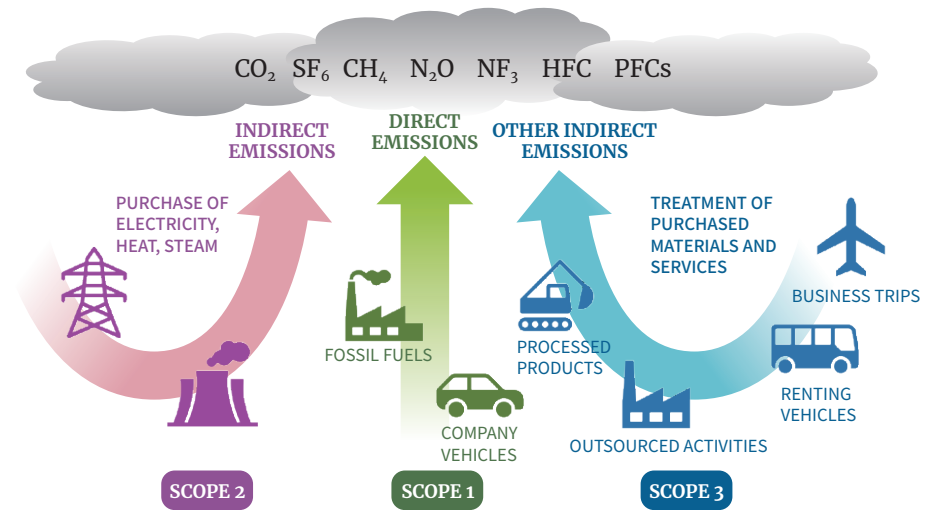 CO₂ SF₆ CH₄ N₂O NF₃ HFC PFCs
INDIRECT
EMISSIONS
DIRECT
EMISSIONS
OTHER INDIRECT
EMISSIONS
PURCHASE OF
ELECTRICITY,
HEAT, STEAM
FOSSIL FUELS
COMPANY
VEHICLES
TREATMENT OF
PURCHASED
MATERIALS AND
SERVICES
BUSINESS TRIPS
PROCESSED
PRODUCTS
RENTING
VEHICLES
OUTSOURCED ACTIVITIES
SCOPE 2
SCOPE 1
SCOPE 3